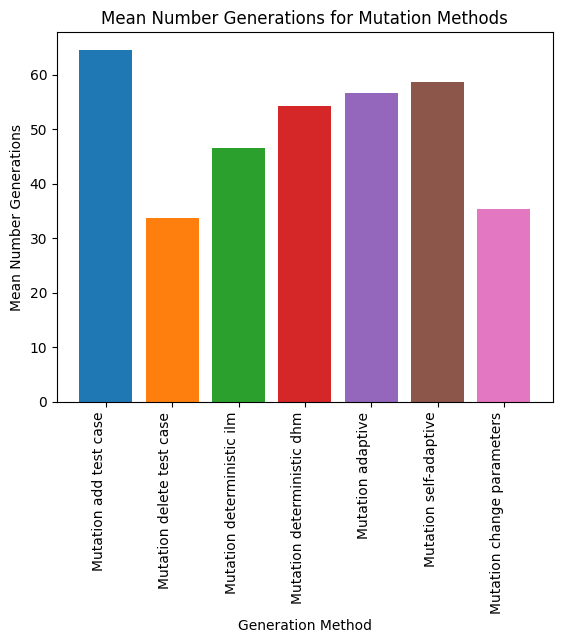 Mean Number Generations for Mutation Methods
Mean Number Generations
60
50
40
30
20
10
0
Mutation add test case
Mutation delete test case
Mutation deterministic ilm
Mutation deterministic dhm
Mutation adaptive
Mutation self-adaptive
Mutation change parameters
Generation Method